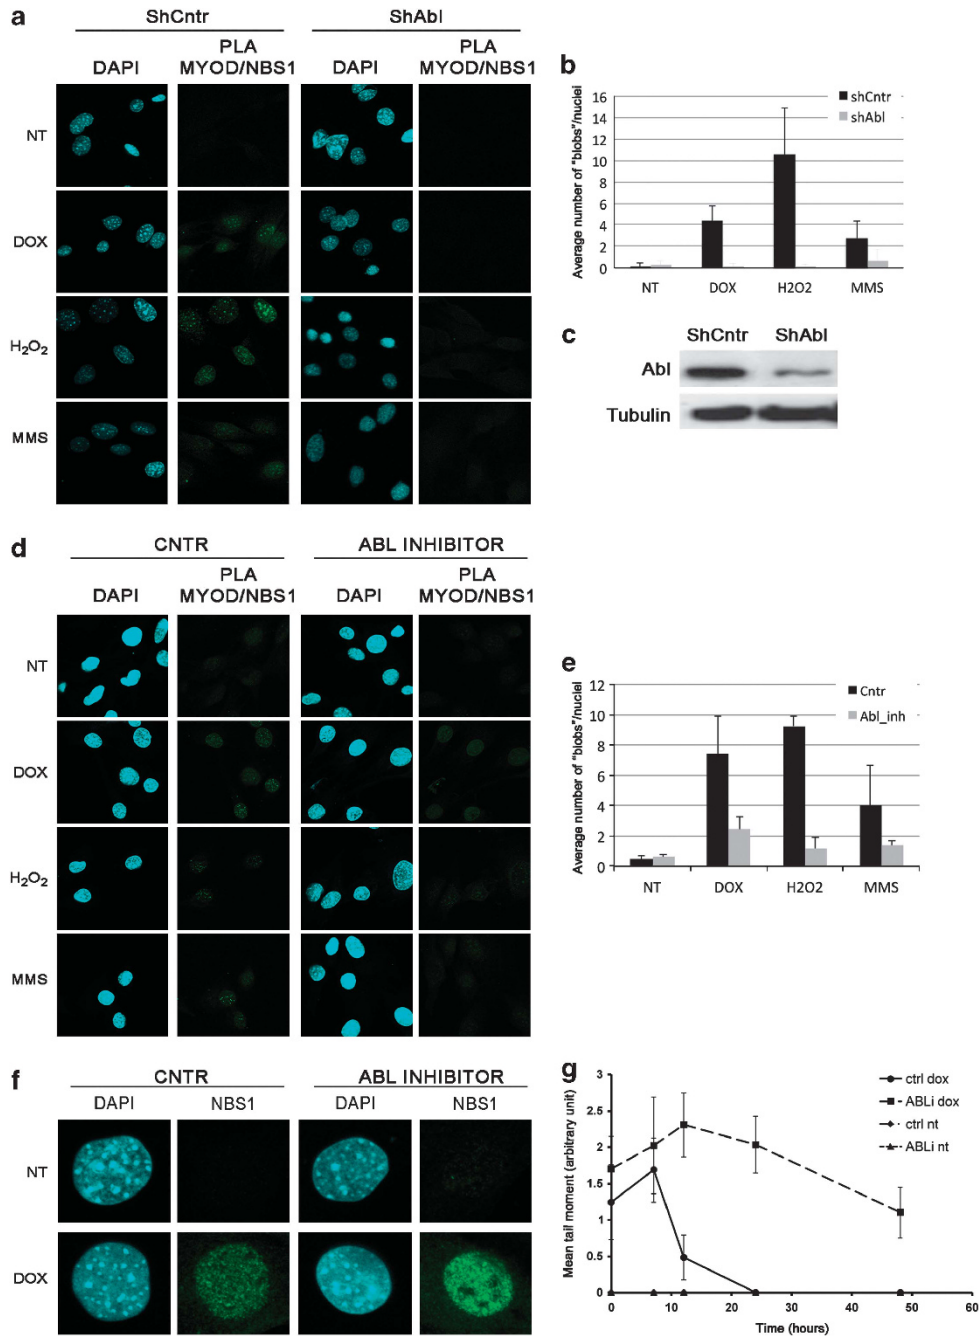 a
ShCntr
ShAbl
DAPI
PLA
MYOD/NBS1
DAPI
PLA
MYOD/NBS1
NT
DOX
H₂O₂
MMS
b
Average number of "blobs"/nuclei
16
14
12
10
8
6
4
2
0
shCntr
shAbl
NT
DOX
H2O2
MMS
c
ShCntr
ShAbl
Abl
Tubulin
d
CNTR
ABL INHIBITOR
DAPI
PLA
MYOD/NBS1
DAPI
PLA
MYOD/NBS1
NT
DOX
H₂O₂
MMS
e
Average number of "blobs"/nuclei
12
10
8
6
4
2
0
Cntr
Abl_inh
NT
DOX
H2O2
MMS
f
CNTR
ABL INHIBITOR
DAPI
NBS1
DAPI
NBS1
NT
DOX
g
Mean tail moment (arbitrary unit)
3
2.5
2
1.5
1
0.5
0
ctrl dox
ABLi dox
ctrl nt
ABLi nt
0
10
20
30
40
50
60
Time (hours)